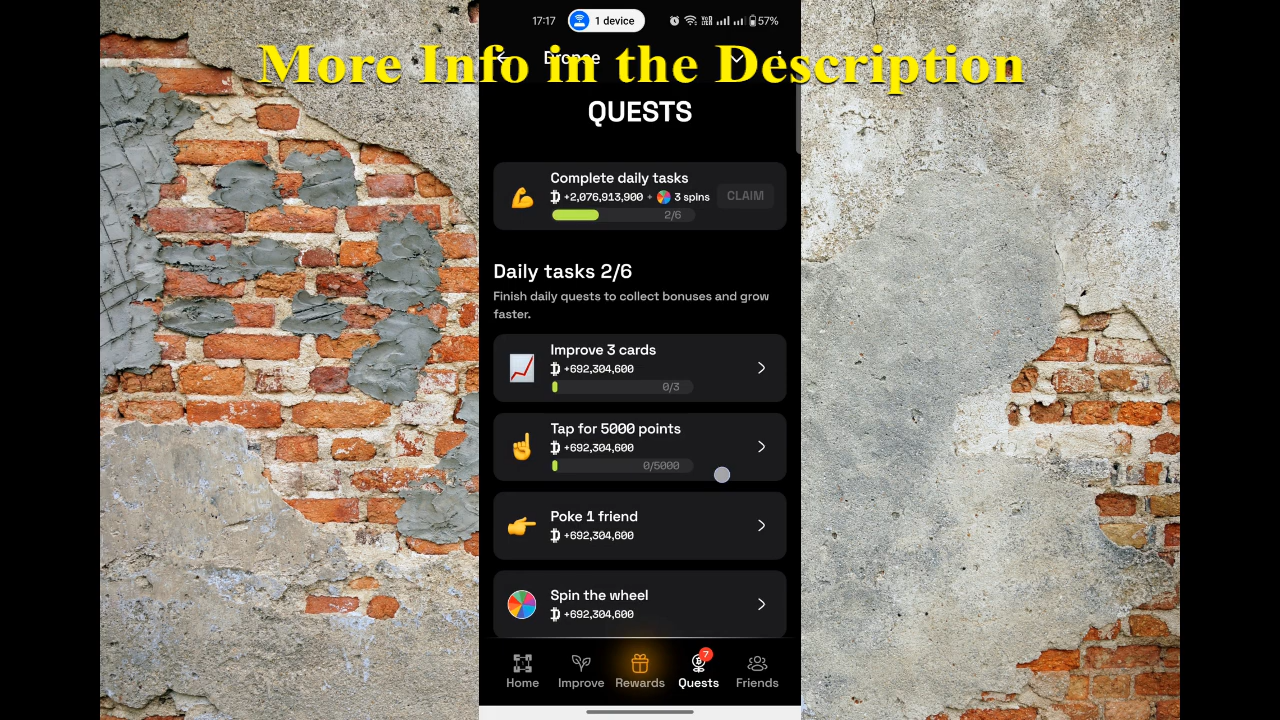 17:17 1 device 57%
Dropee
More Info in the Description
QUESTS
Complete daily tasks
+2,076,913,900 + 3 spins
CLAIM
2/6
Daily tasks 2/6
Finish daily quests to collect bonuses and grow
faster.
Improve 3 cards
+692,304,600
0/3
Tap for 5000 points
+692,304,600
0/5000
Poke 1 friend
+692,304,600
Spin the wheel
+692,304,600
7
Home Improve Rewards Quests Friends